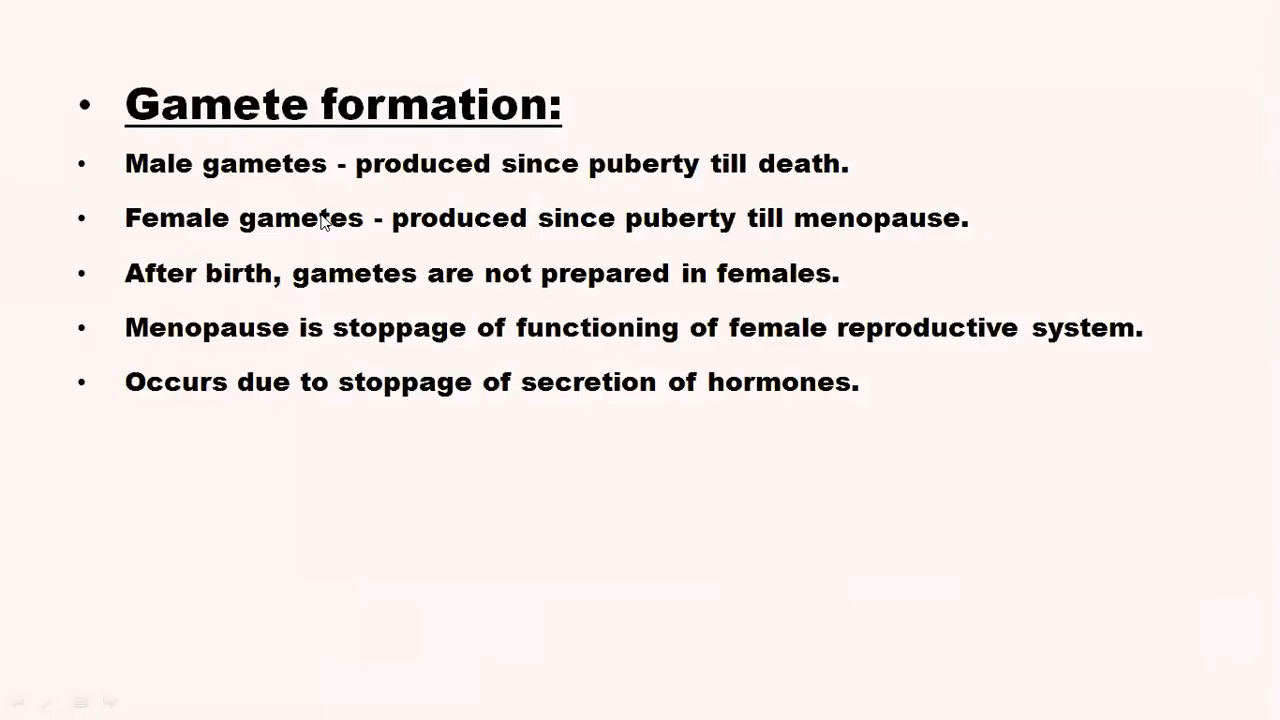 • Gamete formation:
• Male gametes - produced since puberty till death.
• Female gametes - produced since puberty till menopause.
• After birth, gametes are not prepared in females.
• Menopause is stoppage of functioning of female reproductive system.
• Occurs due to stoppage of secretion of hormones.